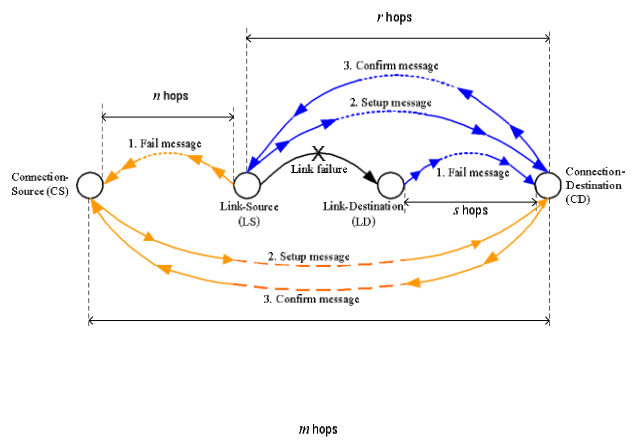 r hops
3. Confirm message
n hops
2. Setup message
1. Fail message
Link failure
Connection-
Source (CS)
1. Fail message
Connection-
Destination
(CD)
Link-Source
(LS)
Link-Destination
(LD)
s hops
2. Setup message
3. Confirm message
m hops